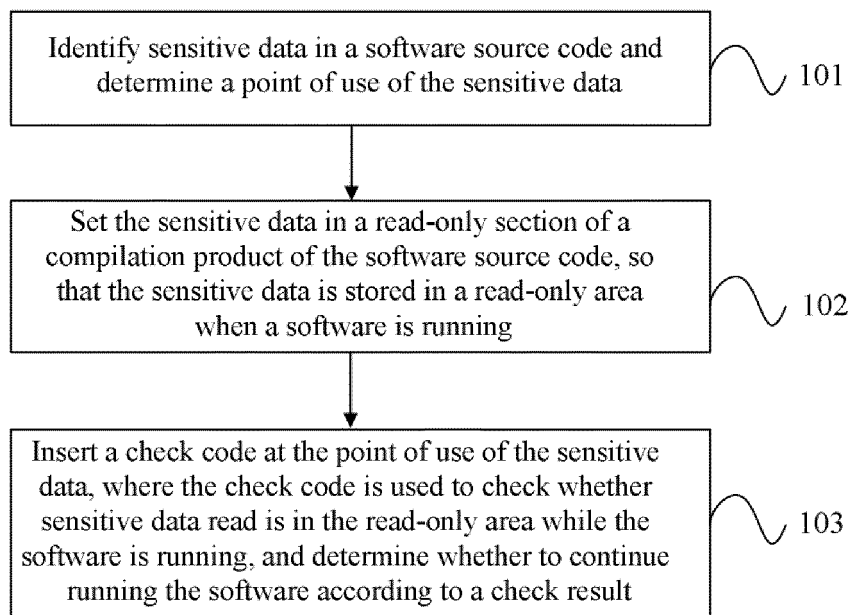 Identify sensitive data in a software source code and
determine a point of use of the sensitive data
101
Set the sensitive data in a read-only section of a
compilation product of the software source code, so
that the sensitive data is stored in a read-only area
when a software is running
102
Insert a check code at the point of use of the sensitive
data, where the check code is used to check whether
sensitive data read is in the read-only area while the
software is running, and determine whether to continue
running the software according to a check result
103